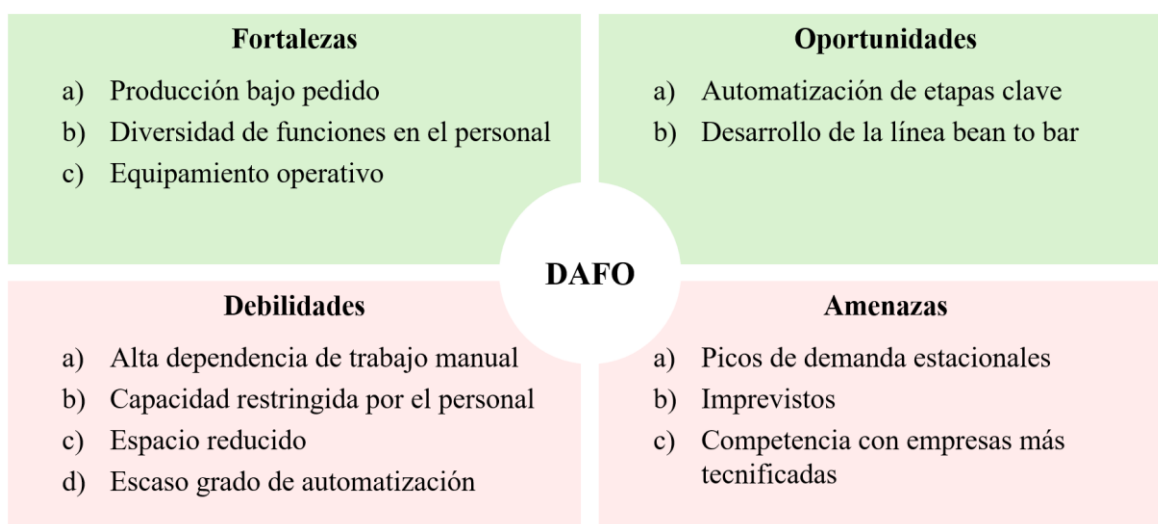 Fortalezas
a) Producción bajo pedido
b) Diversidad de funciones en el personal
c) Equipamiento operativo
Oportunidades
a) Automatización de etapas clave
b) Desarrollo de la línea bean to bar
DAFO
Debilidades
a) Alta dependencia de trabajo manual
b) Capacidad restringida por el personal
c) Espacio reducido
d) Escaso grado de automatización
Amenazas
a) Picos de demanda estacionales
b) Imprevistos
c) Competencia con empresas más
tecnificadas